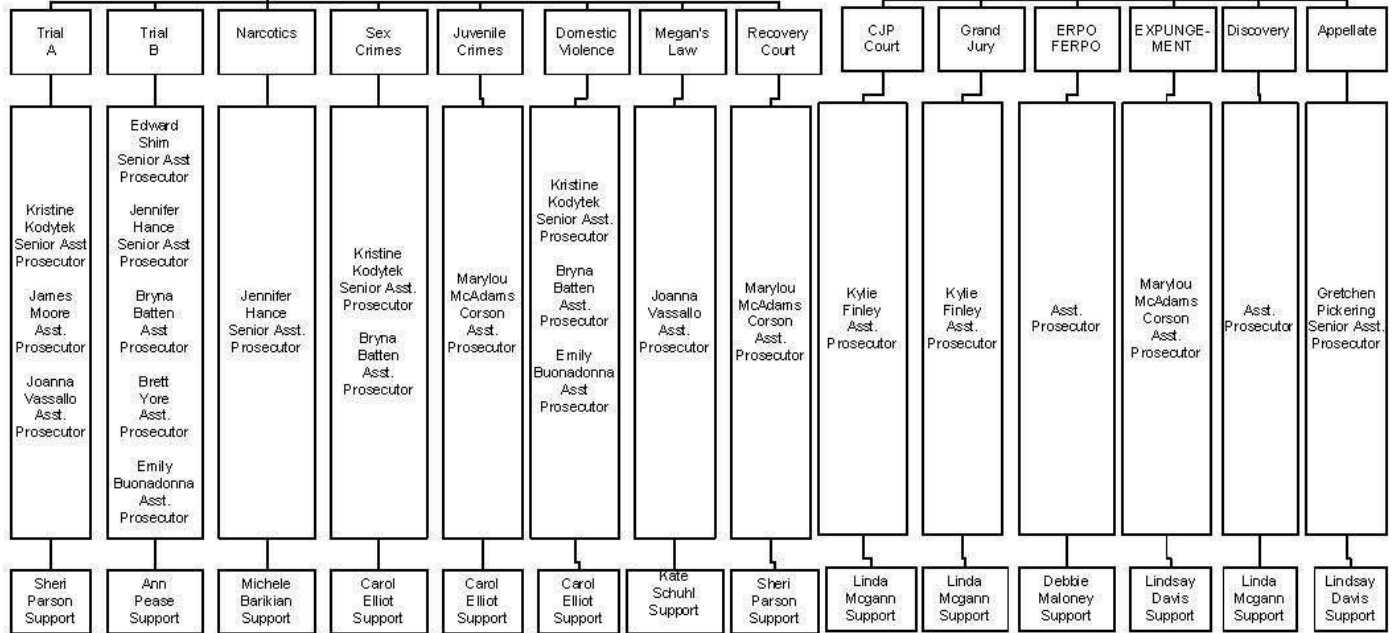 Trial
A
Trial
B
Narcotics
Sex
Crimes
Juvenile
Crimes
Domestic
Violence
Megan's
Law
Recovery
Court
CJP
Court
Grand
Jury
ERPO
FERPO
EXPUNGE-
MENT
Discovery
Appellate
Kristine
Kodytek
Senior Asst
Prosecutor
James
Moore
Asst.
Prosecutor
Joanna
Vassallo
Asst.
Prosecutor
Edward
Shim
Senior Asst
Prosecutor
Jennifer
Hance
Senior Asst
Prosecutor
Bryna
Batten
Asst
Prosecutor
Brett
Yore
Asst.
Prosecutor
Emily
Buonadonna
Asst.
Prosecutor
Jennifer
Hance
Senior Asst.
Prosecutor
Kristine
Kodytek
Senior Asst.
Prosecutor
Bryna
Batten
Asst.
Prosecutor
Marylou
McAdams
Corson
Asst.
Prosecutor
Kristine
Kodytek
Senior Asst.
Prosecutor
Bryna
Batten
Asst.
Prosecutor
Emily
Buonadonna
Asst
Prosecutor
Joanna
Vassallo
Asst.
Prosecutor
Marylou
McAdams
Corson
Asst.
Prosecutor
Kylie
Finley
Asst.
Prosecutor
Kylie
Finley
Asst.
Prosecutor
Asst.
Prosecutor
Marylou
McAdams
Corson
Asst.
Prosecutor
Asst.
Prosecutor
Gretchen
Pickering
Senior Asst.
Prosecutor
Sheri
Parson
Support
Ann
Pease
Support
Michele
Barikian
Support
Carol
Elliot
Support
Carol
Elliot
Support
Carol
Elliot
Support
Kate
Schuhl
Support
Sheri
Parson
Support
Linda
Mcgann
Support
Linda
Mcgann
Support
Debbie
Maloney
Support
Lindsay
Davis
Support
Linda
Mcgann
Support
Lindsay
Davis
Support